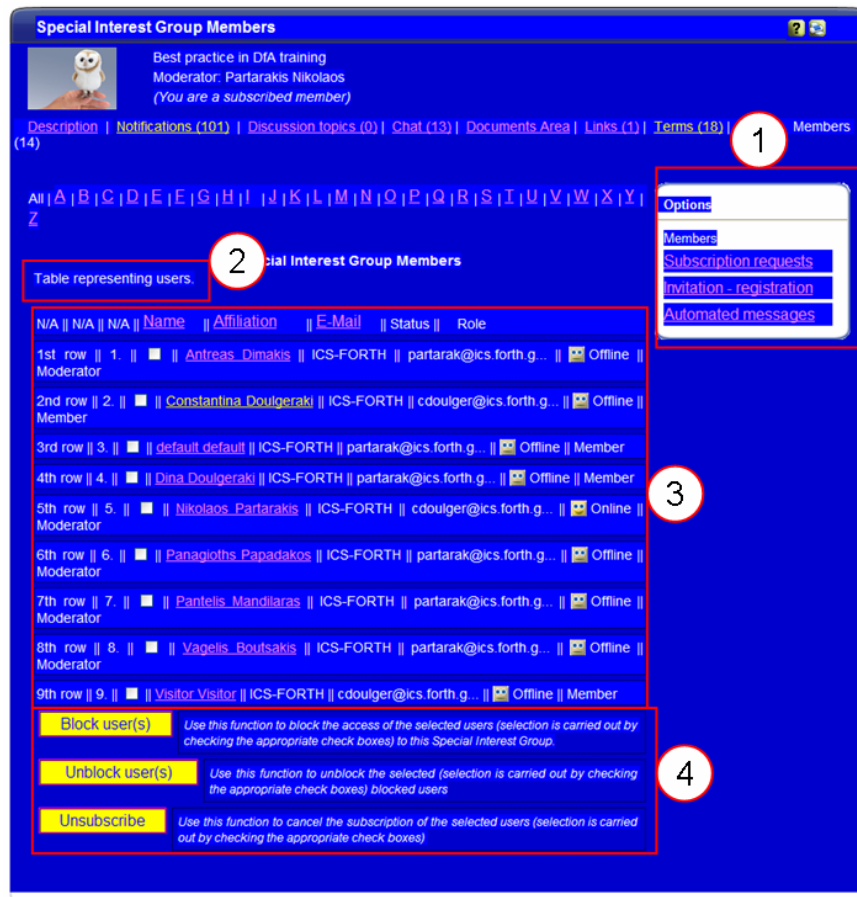 Special Interest Group Members
Best practice in DfA training
Moderator: Partarakis Nikolaos
(You are a subscribed member)
Description | Notifications (101) | Discussion topics (0) | Chat (13) | Documents Area | Links (1) | Terms (18) | Members
(14)
1
All | A | B | C | D | E | F | G | H | I | J | K | L | M | N | O | P | Q | R | S | T | U | V | W | X | Y |
Z
Options
Members
Subscription requests
Invitation - registration
Automated messages
2
cial Interest Group Members
Table representing users.
N/A || N/A || N/A || Name || Affiliation || E-Mail || Status || Role
1st row || 1. || || Antreas Dimakis || ICS-FORTH || partarak@ics.forth.g... || Offline ||
Moderator
2nd row || 2. || || Constantina Doulgeraki || ICS-FORTH || cdoulger@ics.forth.g... || Offline ||
Member
3rd row || 3. || || default default || ICS-FORTH || partarak@ics.forth.g... || Offline || Member
4th row || 4. || || Dina Doulgeraki || ICS-FORTH || partarak@ics.forth.g... || Offline || Member
3
5th row || 5. || || Nikolaos Partarakis || ICS-FORTH || cdoulger@ics.forth.g... || Online ||
Moderator
6th row || 6. || || Panagioths Papadakos || ICS-FORTH || partarak@ics.forth.g... || Offline ||
Moderator
7th row || 7. || || Pantelis Mandilaras || ICS-FORTH || partarak@ics.forth.g... || Offline ||
Moderator
8th row || 8. || || Vagelis Boutsakis || ICS-FORTH || partarak@ics.forth.g... || Offline ||
Moderator
9th row || 9. || || Visitor Visitor || ICS-FORTH || cdoulger@ics.forth.g... || Offline || Member
Block user(s)
Use this function to block the access of the selected users (selection is carried out by
checking the appropriate check boxes) to this Special Interest Group.
Unblock user(s)
Use this function to unblock the selected (selection is carried out by checking
the appropriate check boxes) blocked users
4
Unsubscribe
Use this function to cancel the subscription of the selected users (selection is carried
out by checking the appropriate check boxes)